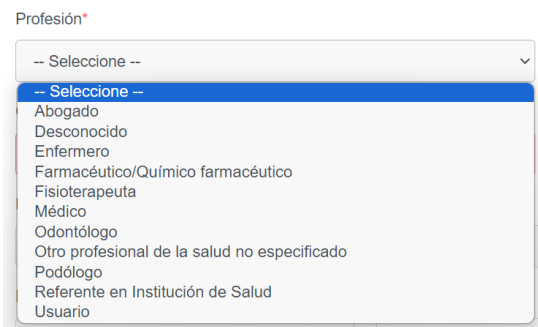 Profesión*
-- Seleccione --
-- Seleccione --
Abogado
Desconocido
Enfermero
Farmacéutico/Químico farmacéutico
Fisioterapeuta
Médico
Odontólogo
Otro profesional de la salud no especificado
Podólogo
Referente en Institución de Salud
Usuario